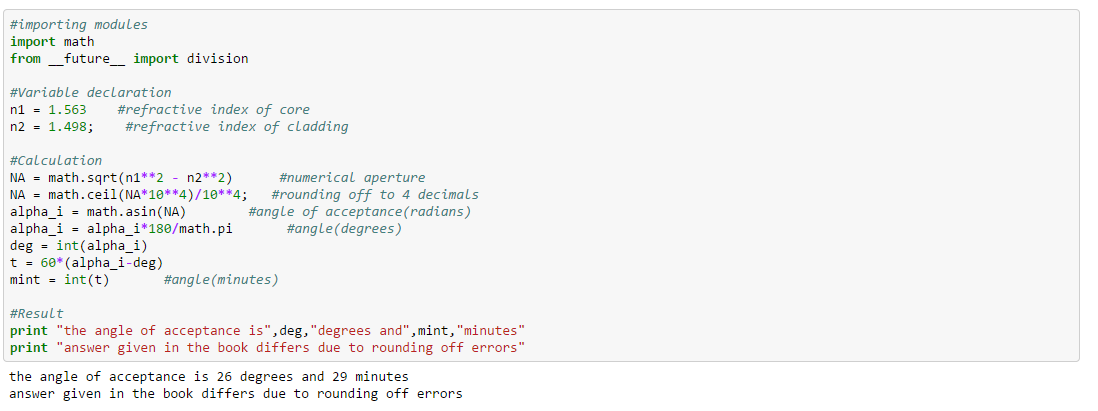 #importing modules
import math
from __future__ import division
#Variable declaration
n1 = 1.563    #refractive index of core
n2 = 1.498;    #refractive index of cladding
#Calculation
NA = math.sqrt(n1**2 - n2**2)      #numerical aperture
NA = math.ceil(NA*10**4)/10**4;   #rounding off to 4 decimals
alpha_i = math.asin(NA)        #angle of acceptance(radians)
alpha_i = alpha_i*180/math.pi       #angle(degrees)
deg = int(alpha_i)
t = 60*(alpha_i-deg)
mint = int(t)       #angle(minutes)
#Result
print "the angle of acceptance is",deg,"degrees and",mint,"minutes"
print "answer given in the book differs due to rounding off errors"
the angle of acceptance is 26 degrees and 29 minutes
answer given in the book differs due to rounding off errors